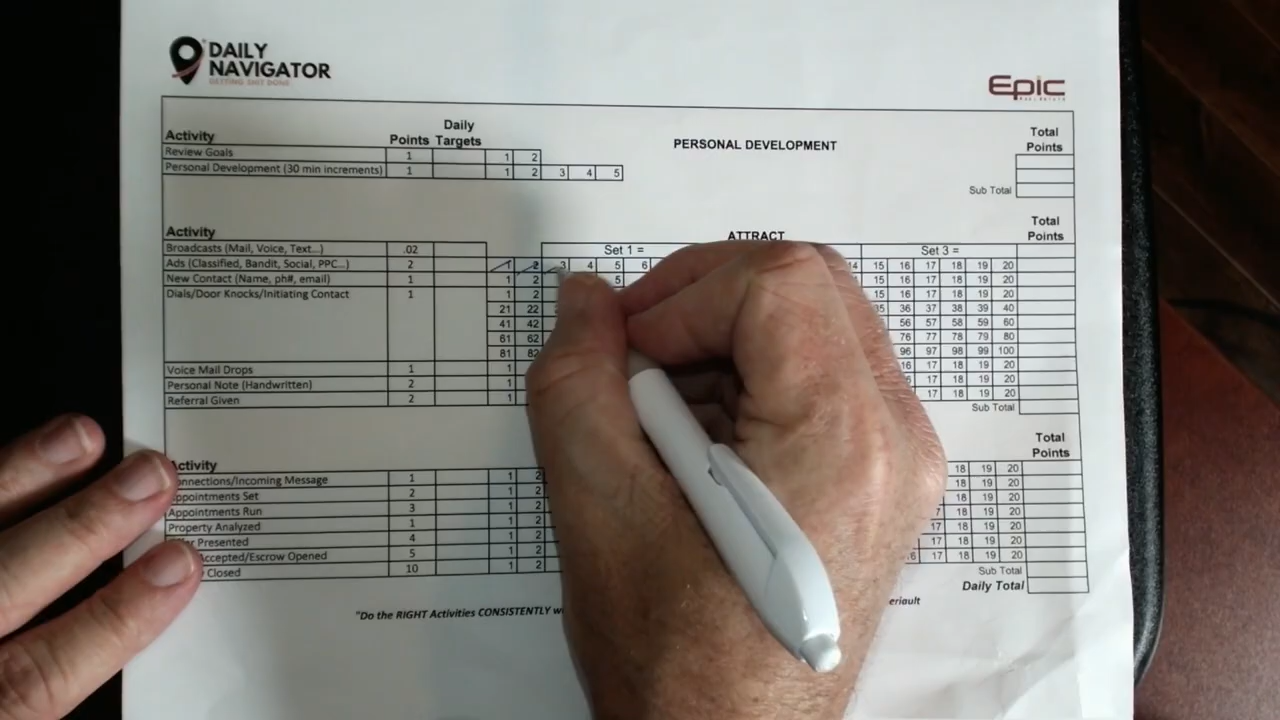 DAILY
NAVIGATOR
GETTING SHIT DONE
Epic
REAL ESTATE
Activity Points Daily Targets PERSONAL DEVELOPMENT Total Points
Review Goals 1 1 2
Personal Development (30 min increments) 1 1 2 3 4 5
Sub Total
Activity ATTRACT Total Points
Broadcasts (Mail, Voice, Text...) .02 Set 1 = Set 3 =
Ads (Classified, Bandit, Social, PPC...) 2 1 2 3 4 5 6 14 15 16 17 18 19 20
New Contact (Name, ph#, email) 1 1 2 5 15 16 17 18 19 20
Dials/Door Knocks/Initiating Contact 1 1 2 15 16 17 18 19 20
21 22 35 36 37 38 39 40
41 42 56 57 58 59 60
61 62 76 77 78 79 80
81 82 96 97 98 99 100
Voice Mail Drops 1 1 16 17 18 19 20
Personal Note (Handwritten) 2 1 17 18 19 20
Referral Given 2 1 17 18 19 20
Sub Total
Activity Total Points
Connections/Incoming Message 1 1 2 18 19 20
Appointments Set 2 1 2 18 19 20
Appointments Run 3 1 2 18 19 20
Property Analyzed 1 1 2 17 18 19 20
Presented 4 1 2 17 18 19 20
Accepted/Escrow Opened 5 1 2 16 17 18 19 20
Closed 10 1 2 Sub Total
Daily Total
"Do the RIGHT Activities CONSISTENTLY